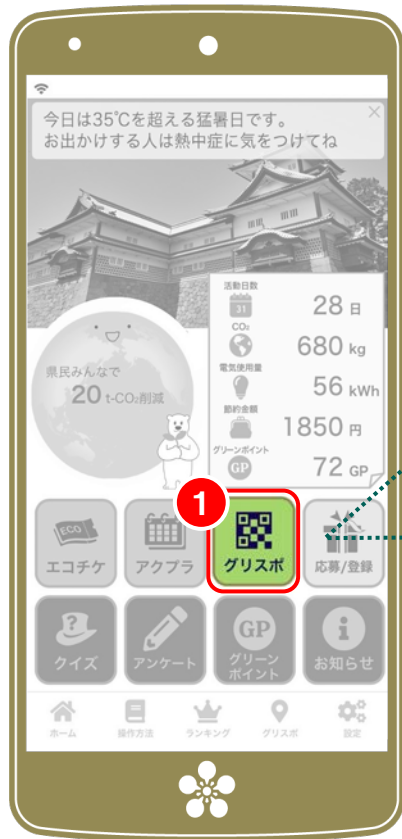 今日は35℃を超える猛暑日です。
お出かけする人は熱中症に気をつけてね
活動日数
31
28 日
CO₂
680 kg
電気使用量
56 kWh
節約金額
1850 円
グリーンポイント
GP
72 GP
県民みんなで
20 t-CO₂削減
1
ECO
エコチケ
アクプラ
グリスポ
応募/登録
?
クイズ
アンケート
GP
グリーン
ポイント
i
お知らせ
ホーム
操作方法
ランキング
グリスポ
設定